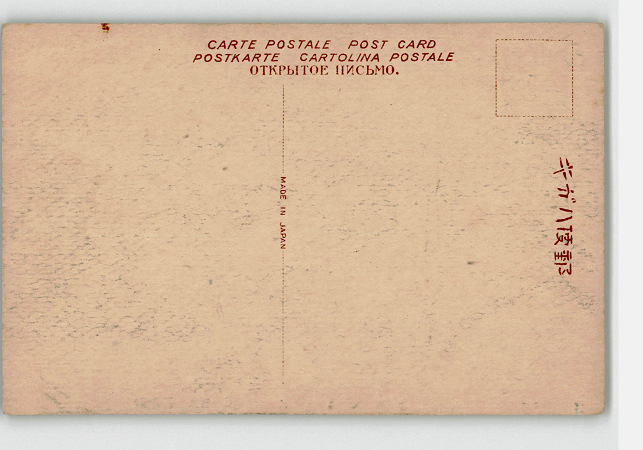 CARTE POSTALE POST CARD
POSTKARTE CARTOLINA POSTALE
ОТКРЫТОЕ ПИСЬМО.
MADE IN JAPAN
キガハ便郵